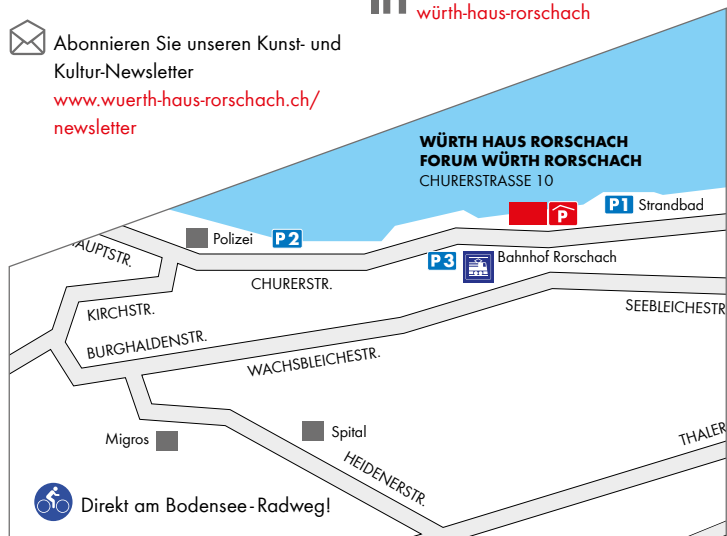 würth-haus-rorschach
Abonnieren Sie unseren Kunst- und
Kultur-Newsletter
www.wuerth-haus-rorschach.ch/
newsletter
WÜRTH HAUS RORSCHACH
FORUM WÜRTH RORSCHACH
CHURERSTRASSE 10
P
P1 Strandbad
Polizei
P2
HAUPTSTR.
P3
Bahnhof Rorschach
CHURERSTR.
KIRCHSTR.
SEEBLEICHESTR
BURGHALDENSTR.
WACHSBLEICHESTR.
Migros
Spital
THALER
HEIDENERSTR.
Direkt am Bodensee-Radweg!